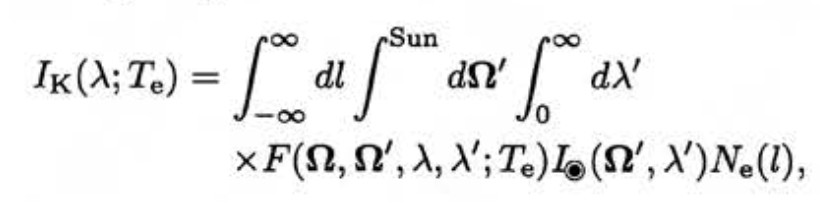 I_K(λ; T_e) = ∫_{-∞}^{∞} dl ∫^{Sun} dΩ′ ∫_0^∞ dλ′
×F(Ω, Ω′, λ, λ′; T_e)I_◉(Ω′, λ′)N_e(l),